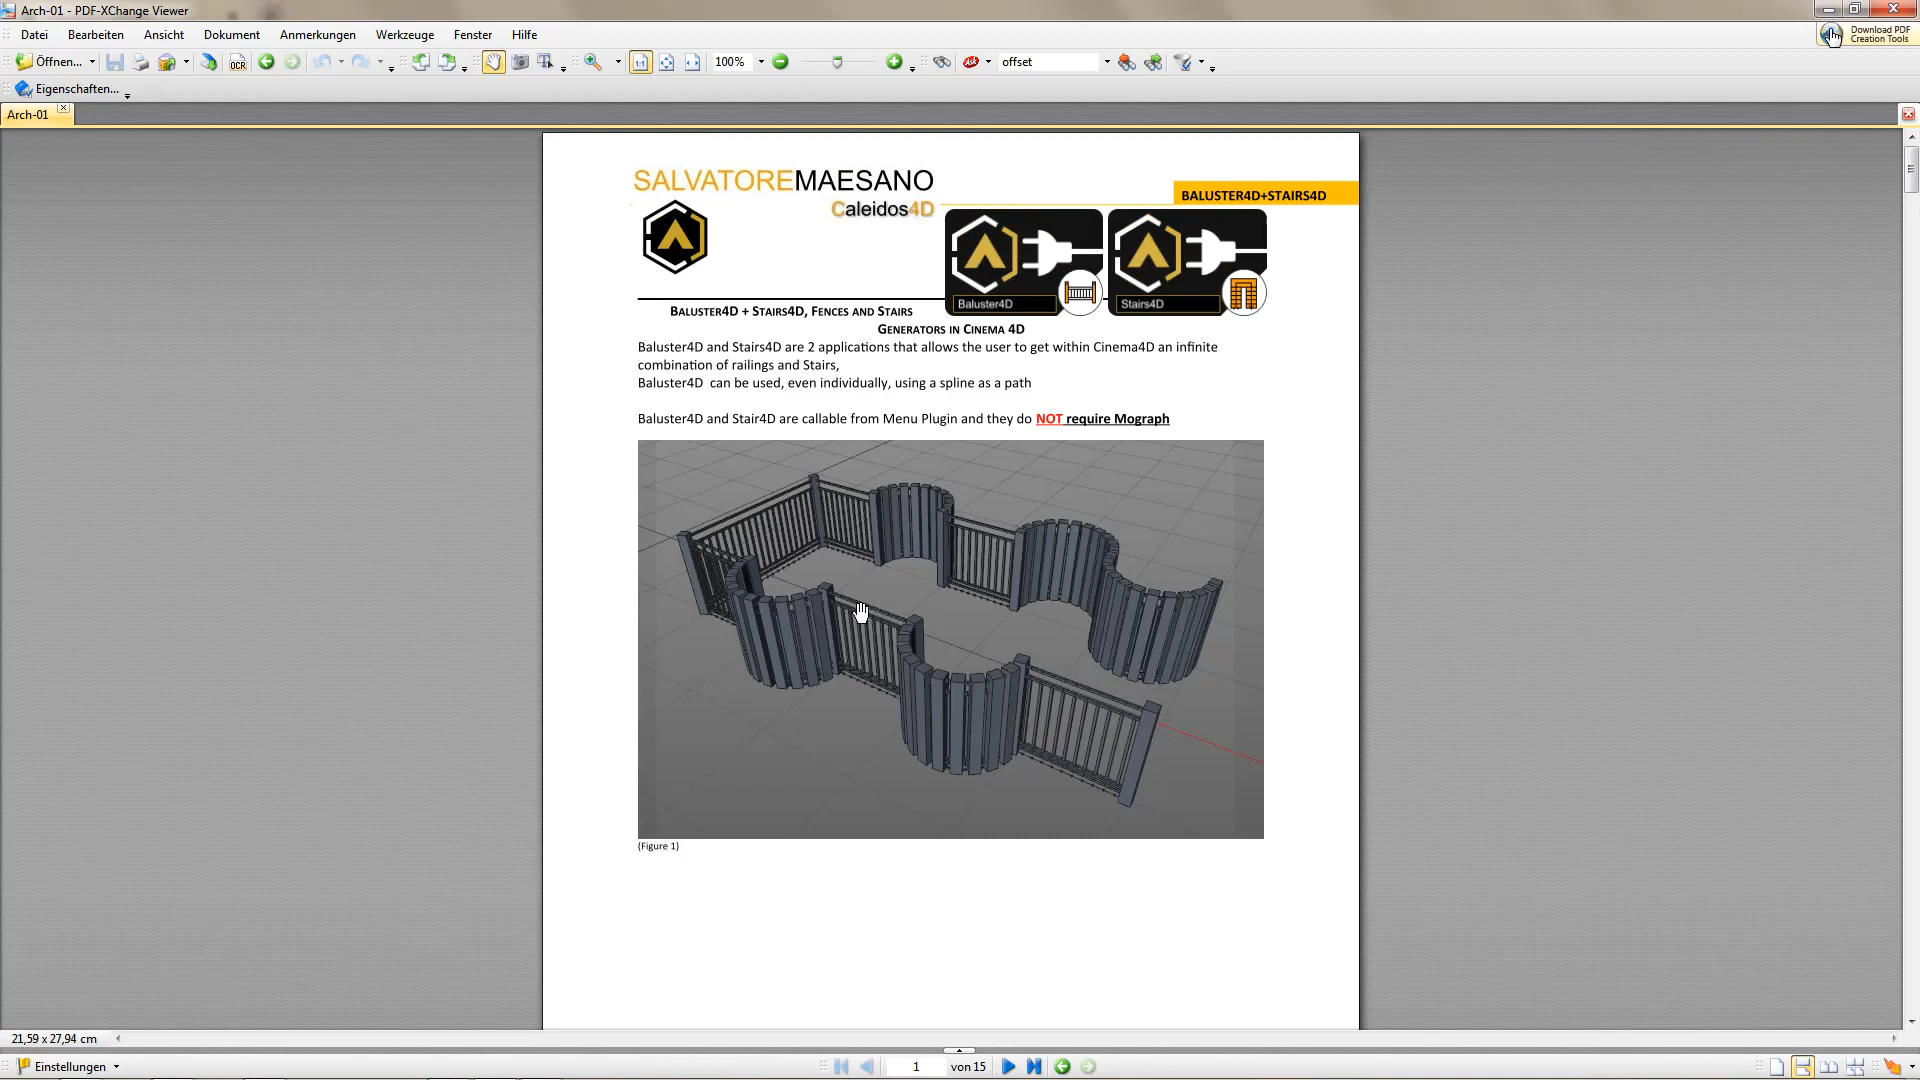 Arch-01 - PDF-XChange Viewer
Datei Bearbeiten Ansicht Dokument Anmerkungen Werkzeuge Fenster Hilfe
Download PDF
Creation Tools
Öffnen... OCR 1:1 100% Ask offset
Eigenschaften...
Arch-01
SALVATOREMAESANO
BALUSTER4D+STAIRS4D
Caleidos4D
Baluster4D
Stairs4D
BALUSTER4D + STAIRS4D, FENCES AND STAIRS
GENERATORS IN CINEMA 4D
Baluster4D and Stairs4D are 2 applications that allows the user to get within Cinema4D an infinite
combination of railings and Stairs,
Baluster4D can be used, even individually, using a spline as a path
Baluster4D and Stair4D are callable from Menu Plugin and they do NOT require Mograph
(Figure 1)
21,59 x 27,94 cm
Einstellungen
1 von 15